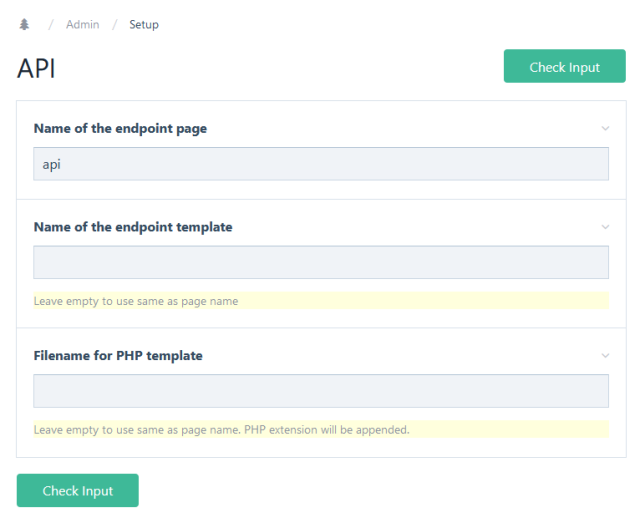 / Admin / Setup
API
Check Input
Name of the endpoint page
api
Name of the endpoint template
Leave empty to use same as page name
Filename for PHP template
Leave empty to use same as page name. PHP extension will be appended.
Check Input